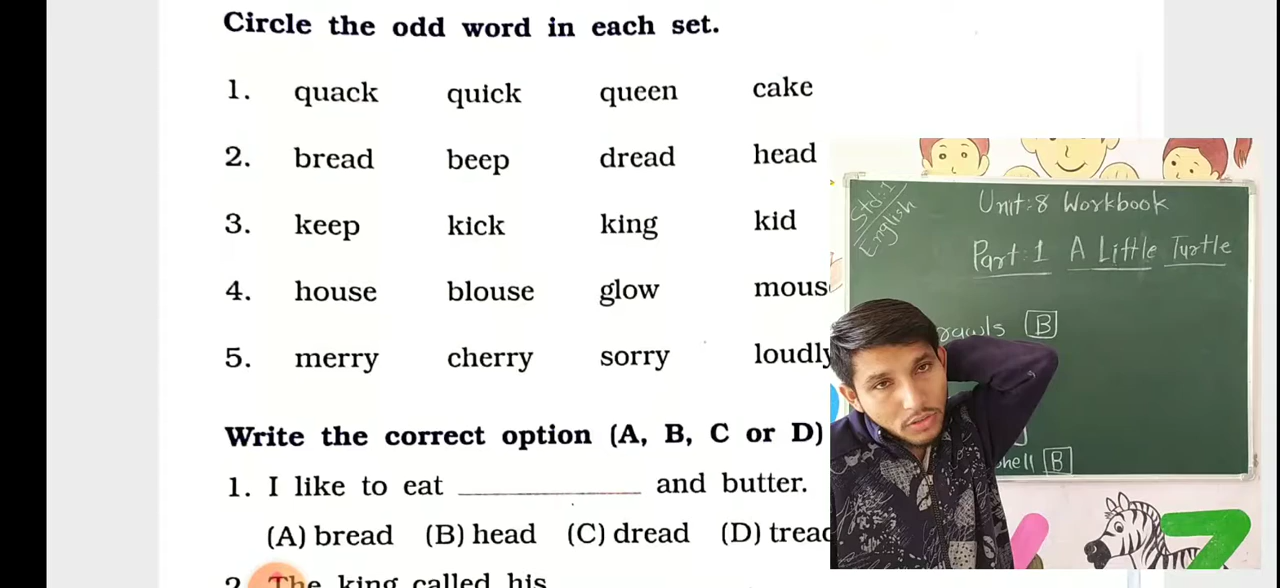 Circle the odd word in each set.
1. quack quick queen cake
2. bread beep dread head
3. keep kick king kid
4. house blouse glow mous
5. merry cherry sorry loudly
Write the correct option (A, B, C or D)
1. I like to eat ____________ and butter.
(A) bread (B) head (C) dread (D) tread
The king called his
Std:1
English
Unit:8 Workbook
Part:1 A Little Turtle
B
B